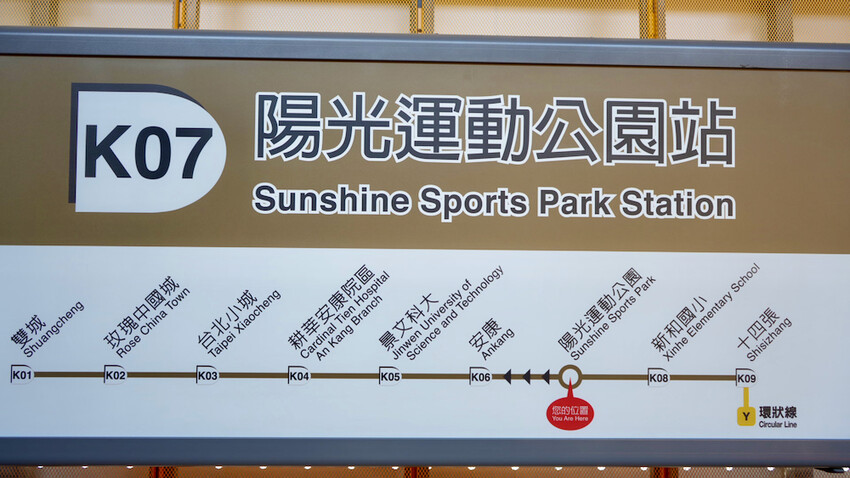 K07
陽光運動公園站
Sunshine Sports Park Station
雙城
Shuangcheng
玫瑰中國城
Rose China Town
台北小城
Taipei Xiaocheng
耕莘安康院區
Cardinal Tien Hospital
An Kang Branch
景文科大
Jinwen University of
Science and Technology
安康
Ankang
陽光運動公園
Sunshine Sports Park
新和國小
Xinhe Elementary School
十四張
Shisizhang
K01
K02
K03
K04
K05
K06
K08
K09
您的位置
You Are Here
Y
環狀線
Circular Line